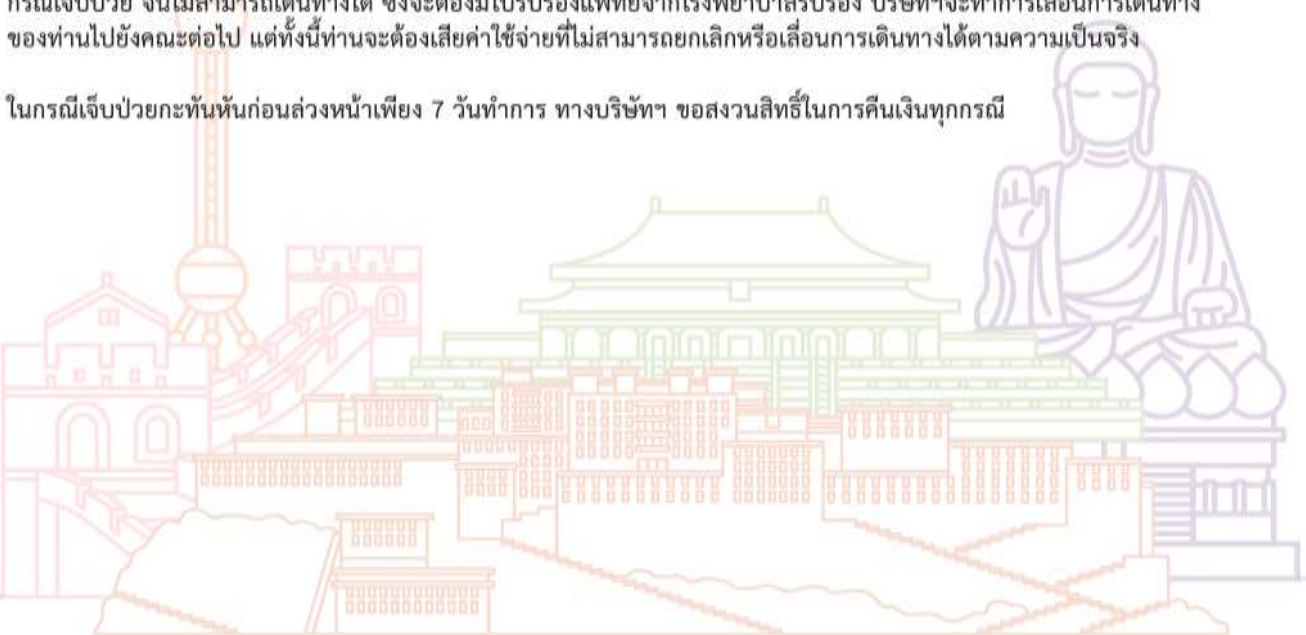 กรณีเจ็บป่วย จนไม่สามารถเดินทางได้ ซึ่งจะต้องมีใบรับรองแพทย์จากโรงพยาบาลรับรอง บริษัทฯจะทำการเลื่อนการเดินทาง
ของท่านไปยังคณะต่อไป แต่ทั้งนี้ท่านจะต้องเสียค่าใช้จ่ายที่ไม่สามารถยกเลิกหรือเลื่อนการเดินทางได้ตามความเป็นจริง
ในกรณีเจ็บป่วยกะทันหันก่อนล่วงหน้าเพียง 7 วันทำการ ทางบริษัทฯ ขอสงวนสิทธิ์ในการคืนเงินทุกกรณี